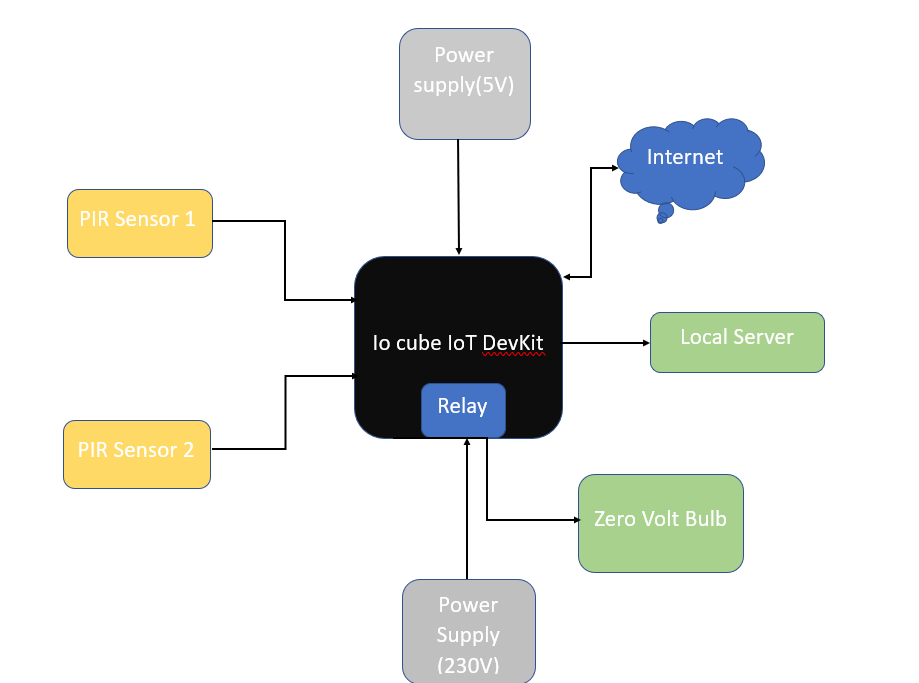 Power
supply(5V)
Internet
PIR Sensor 1
Io cube IoT DevKit
Local Server
Relay
PIR Sensor 2
Zero Volt Bulb
Power
Supply
(230V)